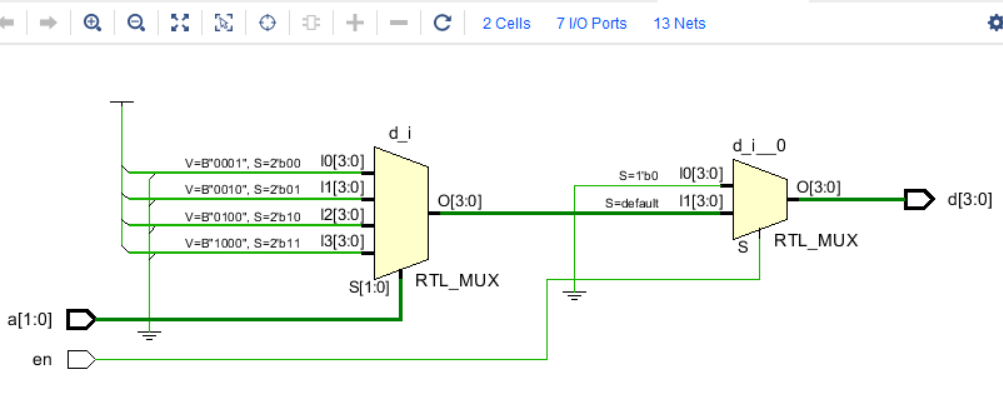 2 Cells 7 I/O Ports 13 Nets
d_i
V=B"0001", S=2'b00 I0[3:0]
V=B"0010", S=2'b01 I1[3:0]
V=B"0100", S=2'b10 I2[3:0]
V=B"1000", S=2'b11 I3[3:0]
O[3:0]
S[1:0]
RTL_MUX
d_i__0
S=1'b0 I0[3:0]
S=default I1[3:0]
O[3:0]
S
RTL_MUX
d[3:0]
a[1:0]
en